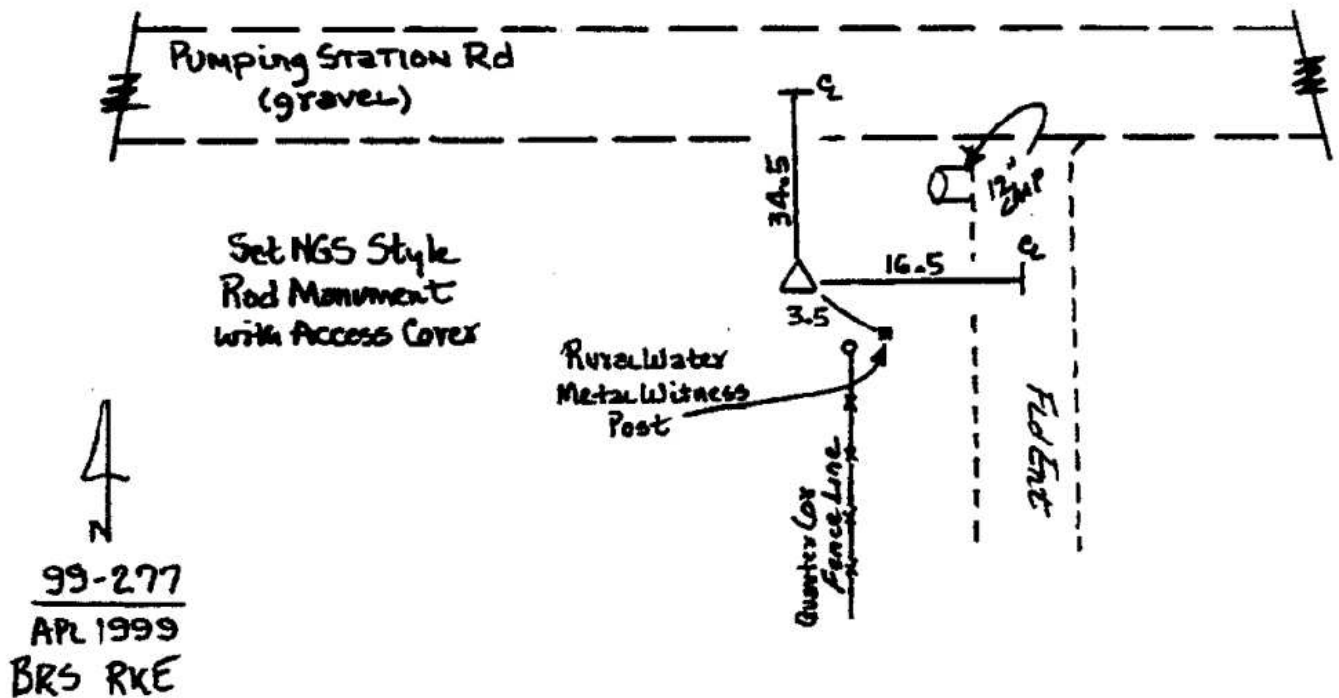 Pumping STATION Rd
(gravel)
℄
34.5
12" CMP
Set NGS Style
Rod Monument
with Access Cover
16.5
℄
3.5
Rural Water
Metal Witness
Post
Quarter Cor
Fence Line
Fld Ent
N
99-277
APR 1999
BRS RKE